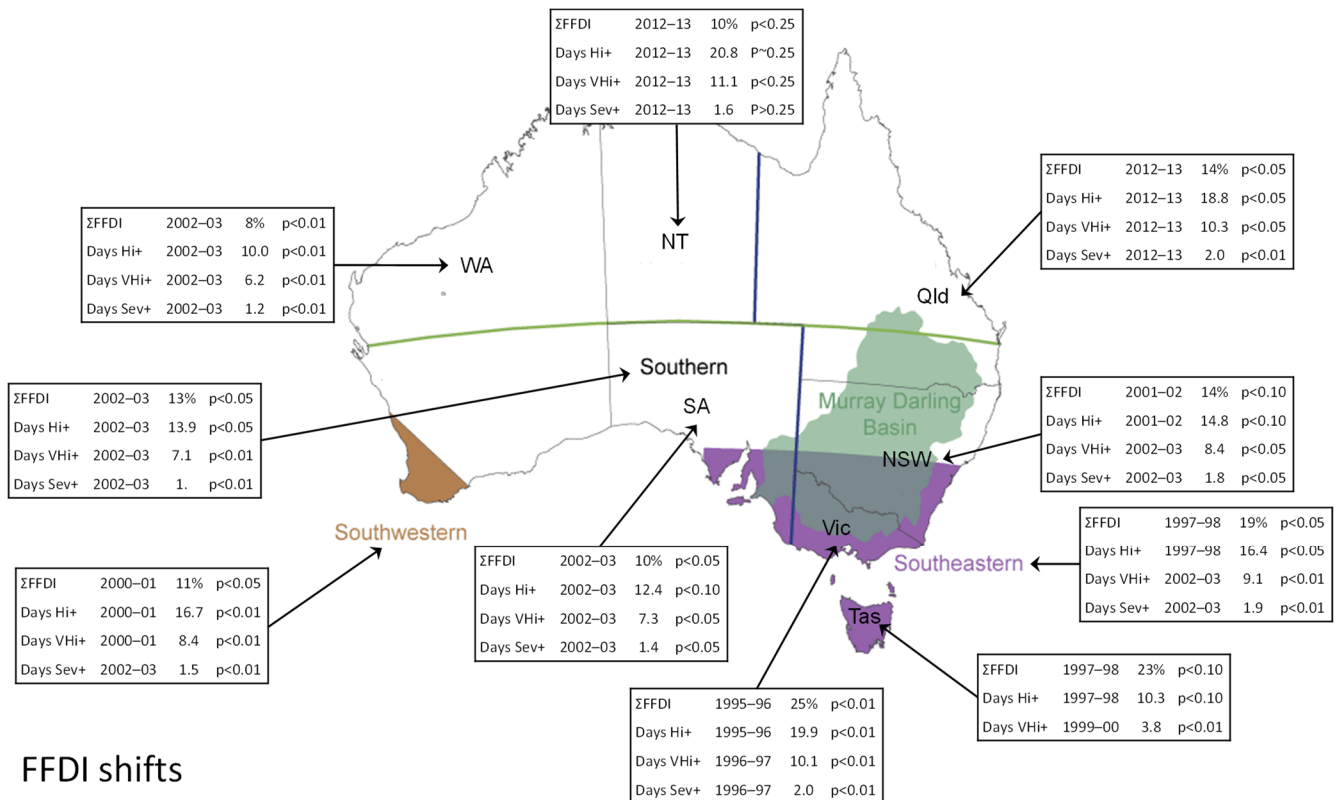 ΣFFDI 2012–13 10% p<0.25
Days Hi+ 2012–13 20.8 P~0.25
Days VHi+ 2012–13 11.1 p<0.25
Days Sev+ 2012–13 1.6 P>0.25
ΣFFDI 2012–13 14% p<0.05
Days Hi+ 2012–13 18.8 p<0.05
Days VHi+ 2012–13 10.3 p<0.05
Days Sev+ 2012–13 2.0 p<0.01
ΣFFDI 2002–03 8% p<0.01
Days Hi+ 2002–03 10.0 p<0.01
Days VHi+ 2002–03 6.2 p<0.01
Days Sev+ 2002–03 1.2 p<0.01
NT
WA
Qld
Southern
SA
Murray Darling
Basin
NSW
Vic
Tas
ΣFFDI 2002–03 13% p<0.05
Days Hi+ 2002–03 13.9 p<0.05
Days VHi+ 2002–03 7.1 p<0.01
Days Sev+ 2002–03 1. p<0.01
ΣFFDI 2001–02 14% p<0.10
Days Hi+ 2001–02 14.8 p<0.10
Days VHi+ 2002–03 8.4 p<0.05
Days Sev+ 2002–03 1.8 p<0.05
Southwestern
Southeastern
ΣFFDI 1997–98 19% p<0.05
Days Hi+ 1997–98 16.4 p<0.05
Days VHi+ 2002–03 9.1 p<0.01
Days Sev+ 2002–03 1.9 p<0.01
ΣFFDI 2000–01 11% p<0.05
Days Hi+ 2000–01 16.7 p<0.01
Days VHi+ 2000–01 8.4 p<0.01
Days Sev+ 2002–03 1.5 p<0.01
ΣFFDI 2002–03 10% p<0.05
Days Hi+ 2002–03 12.4 p<0.10
Days VHi+ 2002–03 7.3 p<0.05
Days Sev+ 2002–03 1.4 p<0.05
ΣFFDI 1997–98 23% p<0.10
Days Hi+ 1997–98 10.3 p<0.10
Days VHi+ 1999–00 3.8 p<0.01
ΣFFDI 1995–96 25% p<0.01
Days Hi+ 1995–96 19.9 p<0.01
Days VHi+ 1996–97 10.1 p<0.01
Days Sev+ 1996–97 2.0 p<0.01
FFDI shifts